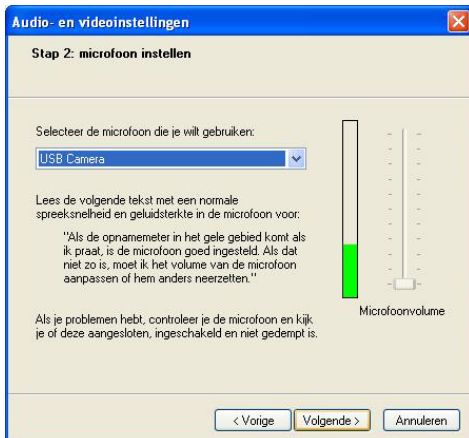 Audio- en videoinstellingen
Stap 2: microfoon instellen
Selecteer de microfoon die je wilt gebruiken:
USB Camera
Lees de volgende tekst met een normale
spreeksnelheid en geluidsterkte in de microfoon voor:
"Als de opnamemeter in het gele gebied komt als
ik praat, is de microfoon goed ingesteld. Als dat
niet zo is, moet ik het volume van de microfoon
aanpassen of hem anders neerzetten."
Microfoonvolume
Als je problemen hebt, controleer je de microfoon en kijk
je of deze aangesloten, ingeschakeld en niet gedempt is.
< Vorige
Volgende >
Annuleren